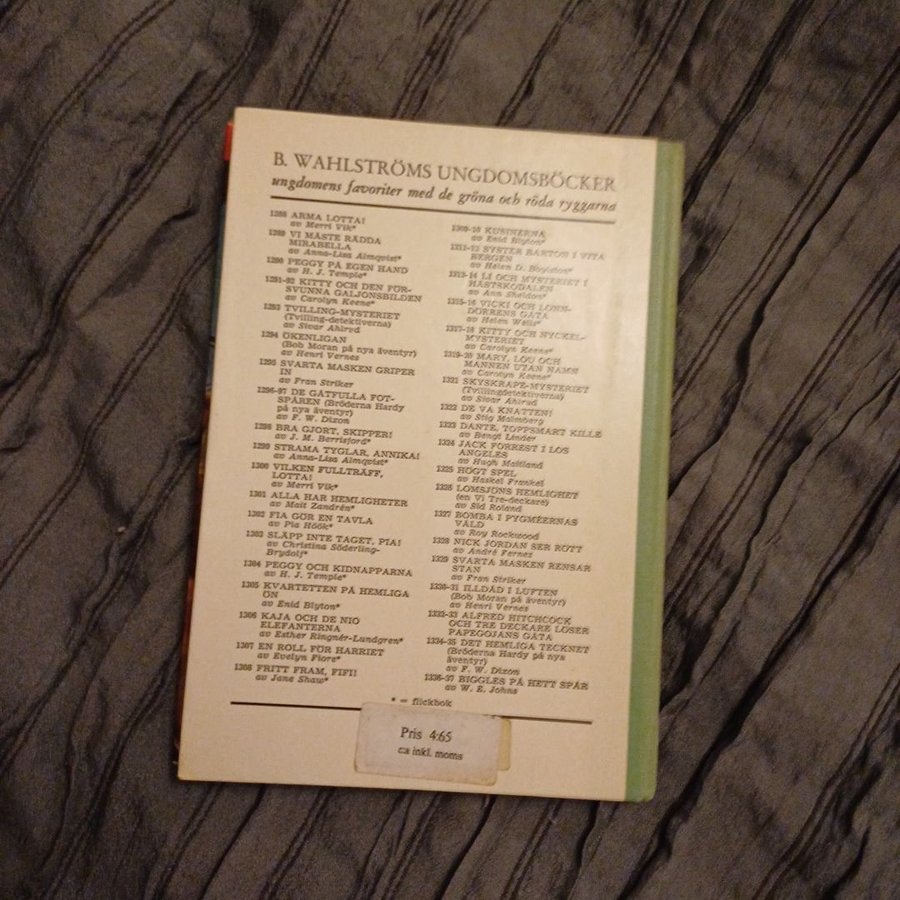 B. WAHLSTRÖMS UNGDOMSBÖCKER
ungdomens favoriter med de gröna och röda ryggarna
1288 ARMA LOTTA!
av Merri Vik*
1289 VI MÅSTE RÄDDA
MIRABELLA
av Anna-Lisa Almqvist*
1290 PEGGY PÅ EGEN HAND
av H. J. Temple*
1291-92 KITTY OCH DEN FÖR-
SVUNNA GALJONSBILDEN
av Carolyn Keene*
1293 TVILLING-MYSTERIET
(Tvilling-detektiverna)
av Sivar Ahlrud
1294 ÖKENLIGAN
(Bob Moran på nya äventyr)
av Henri Vernes
1295 SVARTA MASKEN GRIPER
IN
av Fran Striker
1296-97 DE GÅTFULLA FOT-
SPÅREN (Bröderna Hardy
på nya äventyr)
av F. W. Dixon
1298 BRA GJORT, SKIPPER!
av J. M. Berrisford*
1299 STRAMA TYGLAR, ANNIKA!
av Anna-Lisa Almqvist*
1300 VILKEN FULLTRÄFF,
LOTTA!
av Merri Vik*
1301 ALLA HAR HEMLIGHETER
av Mait Zandrén*
1302 FIA GÖR EN TAVLA
av Pia Höök*
1303 SLÄPP INTE TAGET, PIA!
av Christina Söderling-
Brydolf*
1304 PEGGY OCH KIDNAPPARNA
av H. J. Temple*
1305 KVARTETTEN PÅ HEMLIGA
ÖN
av Enid Blyton*
1306 KAJA OCH DE NIO
ELEFANTERNA
av Esther Ringnér-Lundgren*
1307 EN ROLL FÖR HARRIET
av Evelyn Fiore*
1308 FRITT FRAM, FIFI!
av Jane Shaw*
1309-10 KUSINERNA
av Enid Blyton*
1311-12 SYSTER BARTON I VITA
BERGEN
av Helen D. Boylston*
1313-14 LI OCH MYSTERIET I
HÄSTSKODALEN
av Ann Sheldon*
1315-16 VICKI OCH LÖNN-
DÖRRENS GÅTA
av Helen Wells*
1317-18 KITTY OCH NYCKEL-
MYSTERIET
av Carolyn Keene*
1319-20 MARY, LOU OCH
MANNEN UTAN NAMN
av Carolyn Keene*
1321 SKYSKRAPE-MYSTERIET
(Tvillingdetektiverna)
av Sivar Ahlrud
1322 DE VA KNATTEN!
av Stig Malmberg
1323 DANTE, TOPPSMART KILLE
av Bengt Linder
1324 JACK FORREST I LOS
ANGELES
av Hugh Maitland
1325 HÖGT SPEL
av Haskel Frankel
1326 LOMSJÖNS HEMLIGHET
(en Vi Tre-deckare)
av Sid Roland
1327 BOMBA I PYGMÉERNAS
VÅLD
av Roy Rockwood
1328 NICK JORDAN SER RÖTT
av André Fernez
1329 SVARTA MASKEN RENSAR
STAN
av Fran Striker
1330-31 ILLDÅD I LUFTEN
(Bob Moran på äventyr)
av Henri Vernes
1332-33 ALFRED HITCHCOCK
OCH TRE DECKARE LÖSER
PAPEGOJANS GÅTA
1334-35 DET HEMLIGA TECKNET
(Bröderna Hardy på nya
äventyr)
av F. W. Dixon
1336-37 BIGGLES PÅ HETT SPÅR
av W. E. Johns
* = flickbok
Pris 4:65
c:a inkl. moms